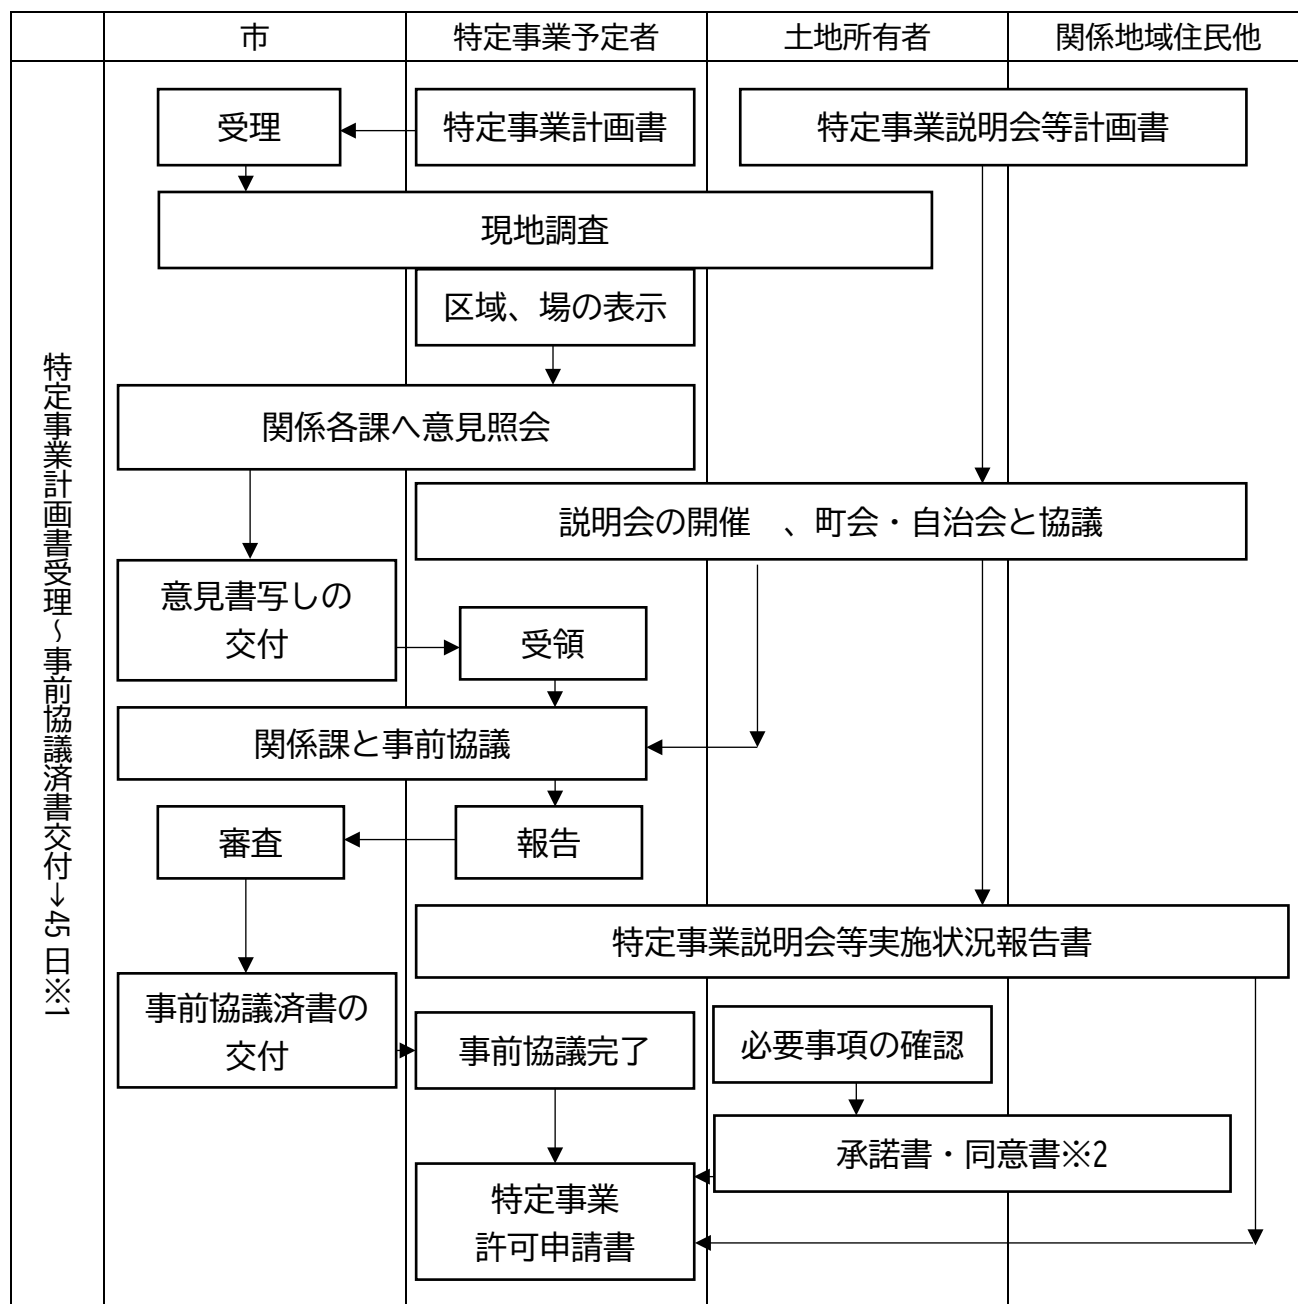 市
特定事業予定者
土地所有者
関係地域住民他
特定事業計画書受理～事前協議済書交付→45日※1
受理
特定事業計画書
特定事業説明会等計画書
現地調査
区域、場の表示
関係各課へ意見照会
説明会の開催　、町会・自治会と協議
意見書写しの
交付
受領
関係課と事前協議
審査
報告
特定事業説明会等実施状況報告書
事前協議済書の
交付
事前協議完了
必要事項の確認
承諾書・同意書※2
特定事業
許可申請書